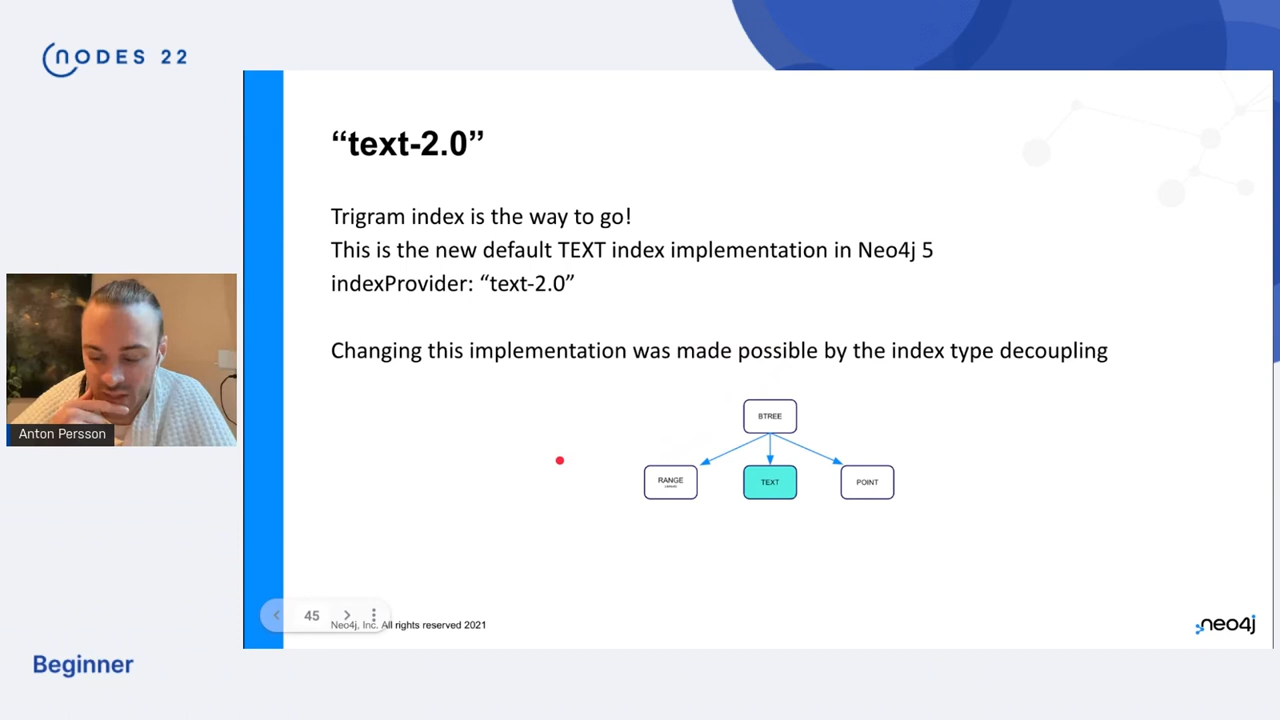 nODES 22
“text-2.0”
Trigram index is the way to go!
This is the new default TEXT index implementation in Neo4j 5
indexProvider: “text-2.0”
Changing this implementation was made possible by the index type decoupling
BTREE
RANGE
TEXT
POINT
Anton Persson
45
Neo4j, Inc. All rights reserved 2021
neo4j
Beginner